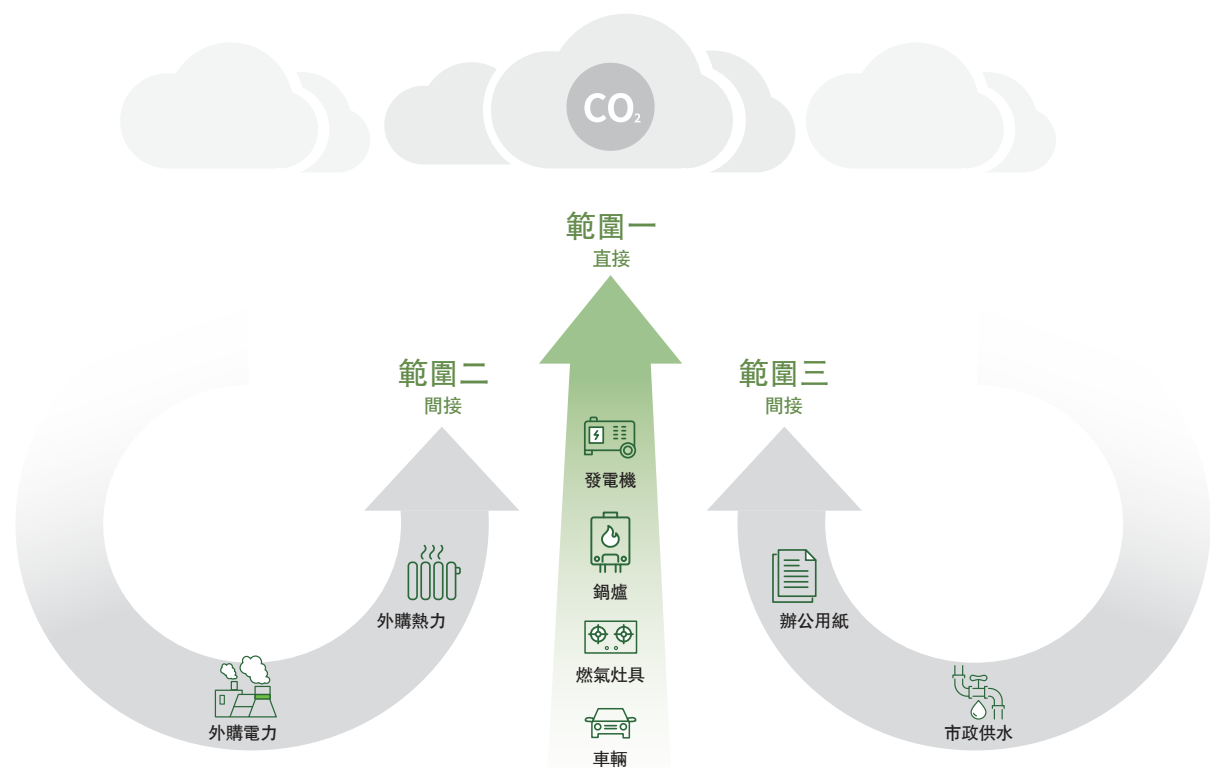 CO₂
範圍一
直接
範圍二
間接
範圍三
間接
發電機
鍋爐
燃氣灶具
車輛
外購熱力
外購電力
辦公用紙
市政供水